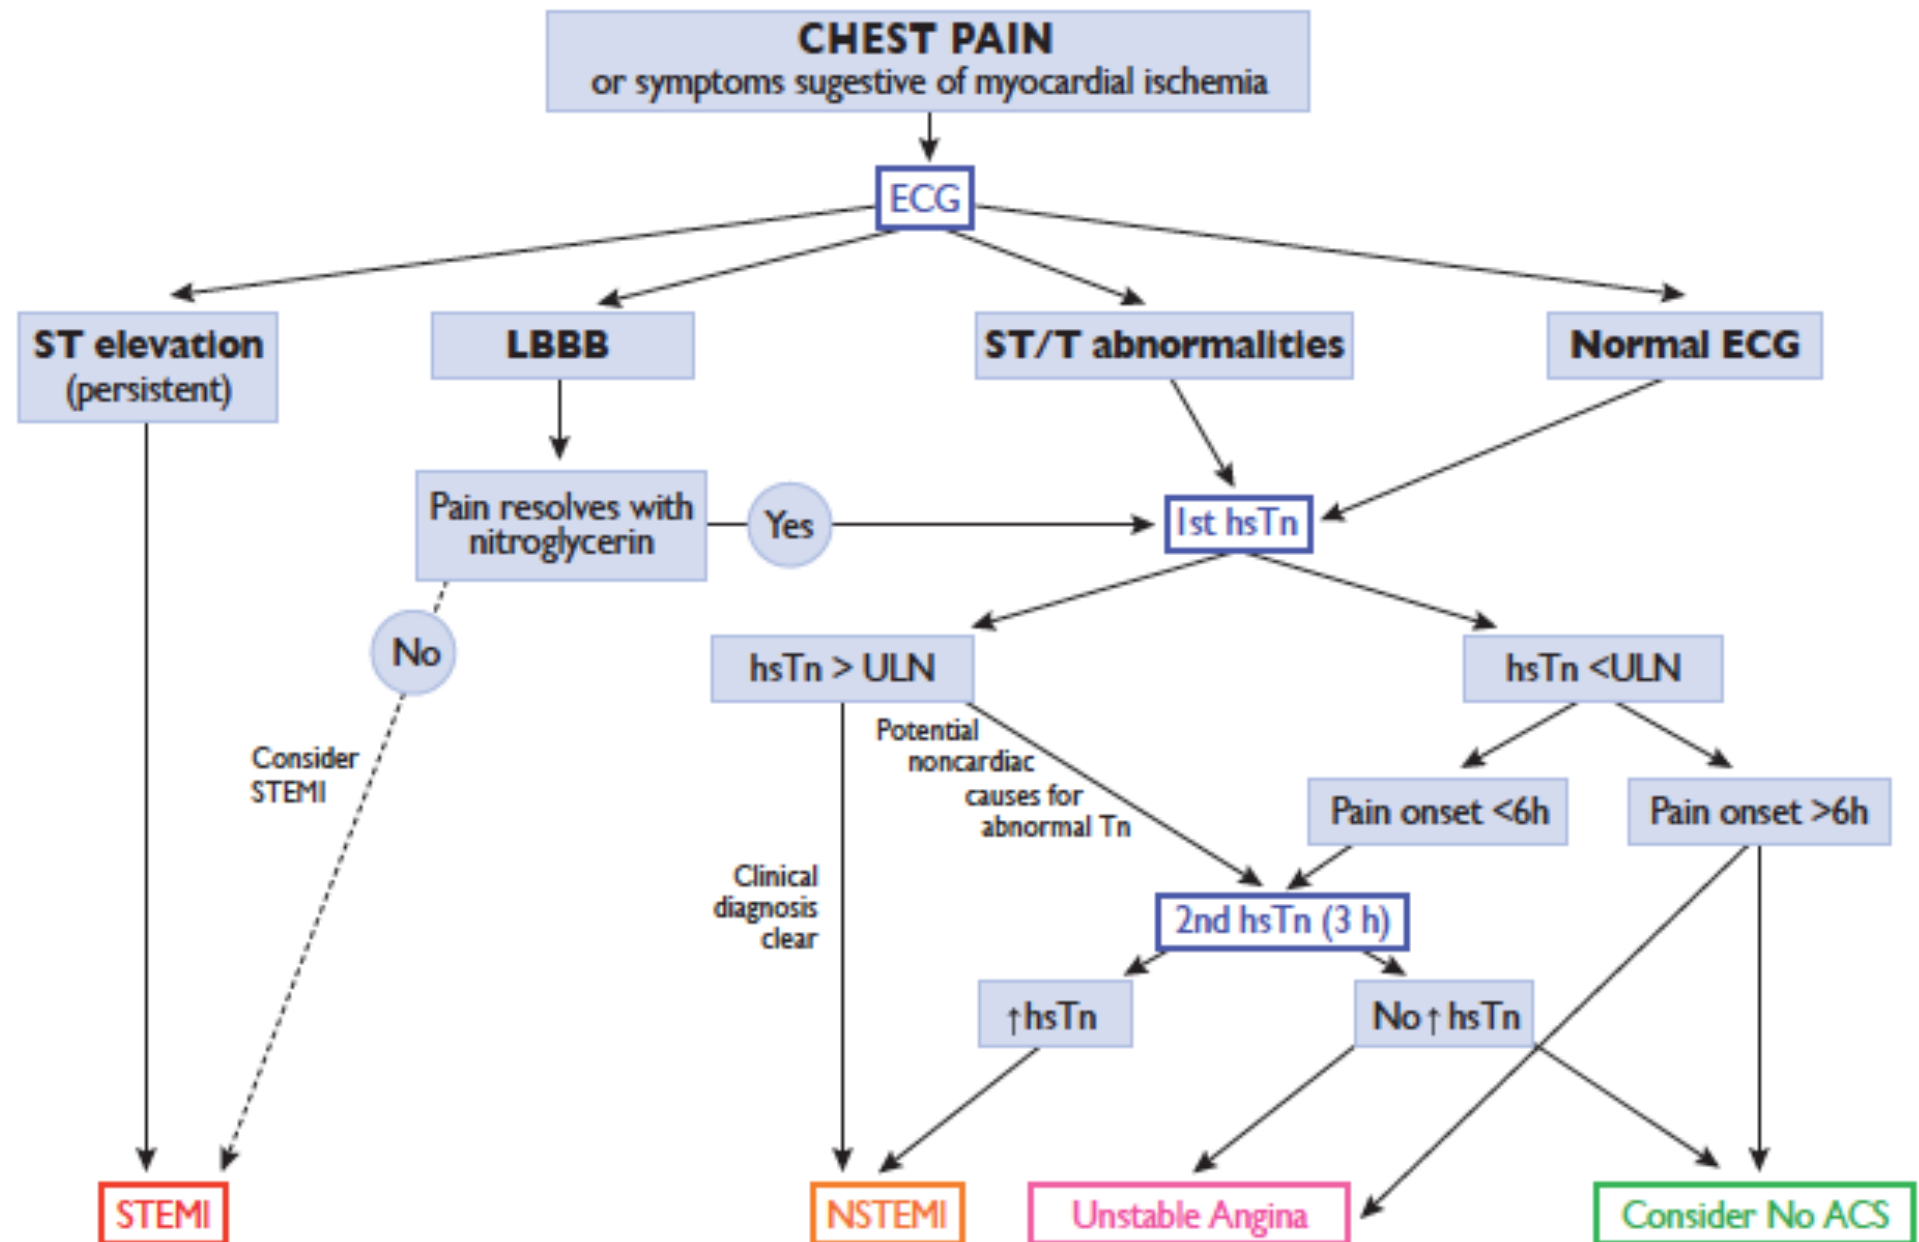 CHEST PAIN
or symptoms sugestive of myocardial ischemia
ECG
ST elevation
(persistent)
LBBB
ST/T abnormalities
Normal ECG
Pain resolves with
nitroglycerin
Yes
1st hsTn
No
hsTn > ULN
hsTn <ULN
Consider
STEMI
Potential
noncardiac
causes for
abnormal Tn
Pain onset <6h
Pain onset >6h
Clinical
diagnosis
clear
2nd hsTn (3 h)
↑hsTn
No↑hsTn
STEMI
NSTEMI
Unstable Angina
Consider No ACS